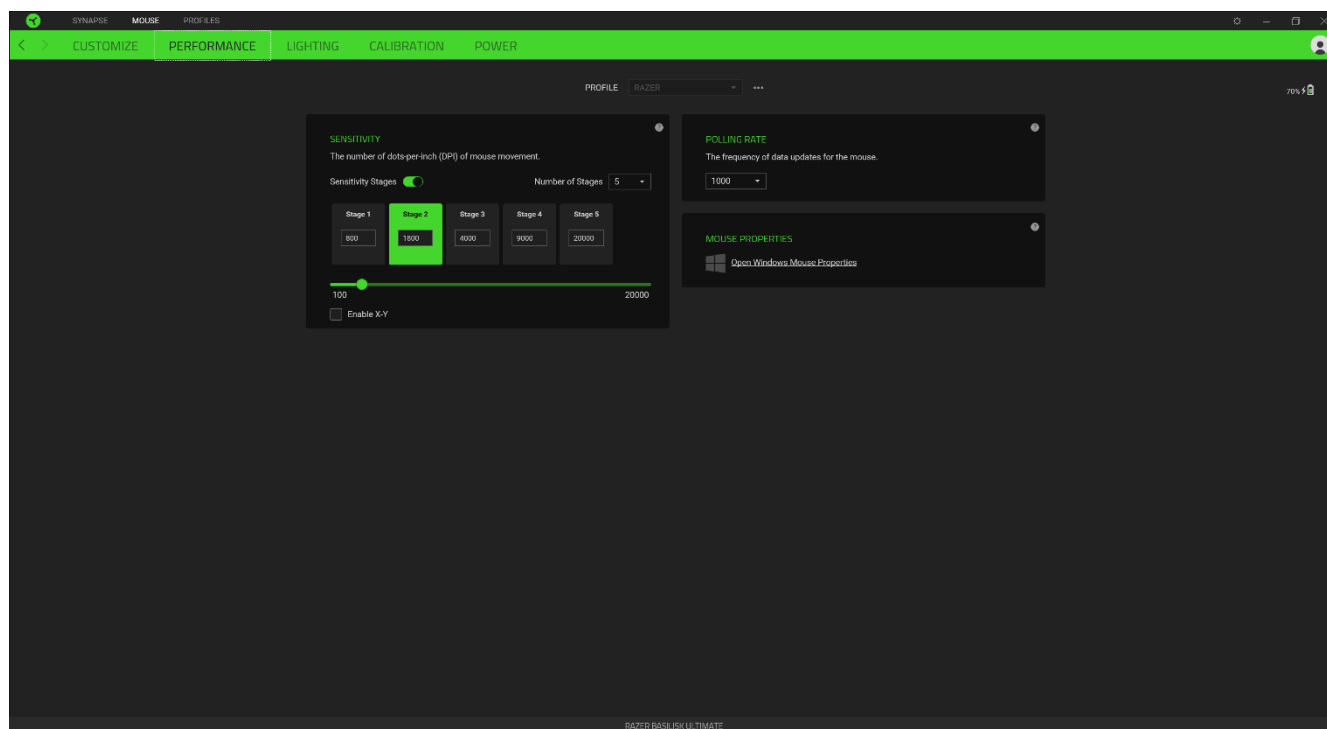 SYNAPSE MOUSE PROFILES
CUSTOMIZE PERFORMANCE LIGHTING CALIBRATION POWER
PROFILE RAZER
70%
SENSITIVITY
The number of dots-per-inch (DPI) of mouse movement.
Sensitivity Stages Number of Stages 5
Stage 1 Stage 2 Stage 3 Stage 4 Stage 5
800 1800 4000 9000 20000
100 20000
Enable X-Y
POLLING RATE
The frequency of data updates for the mouse.
1000
MOUSE PROPERTIES
Open Windows Mouse Properties
RAZER BASILISK ULTIMATE